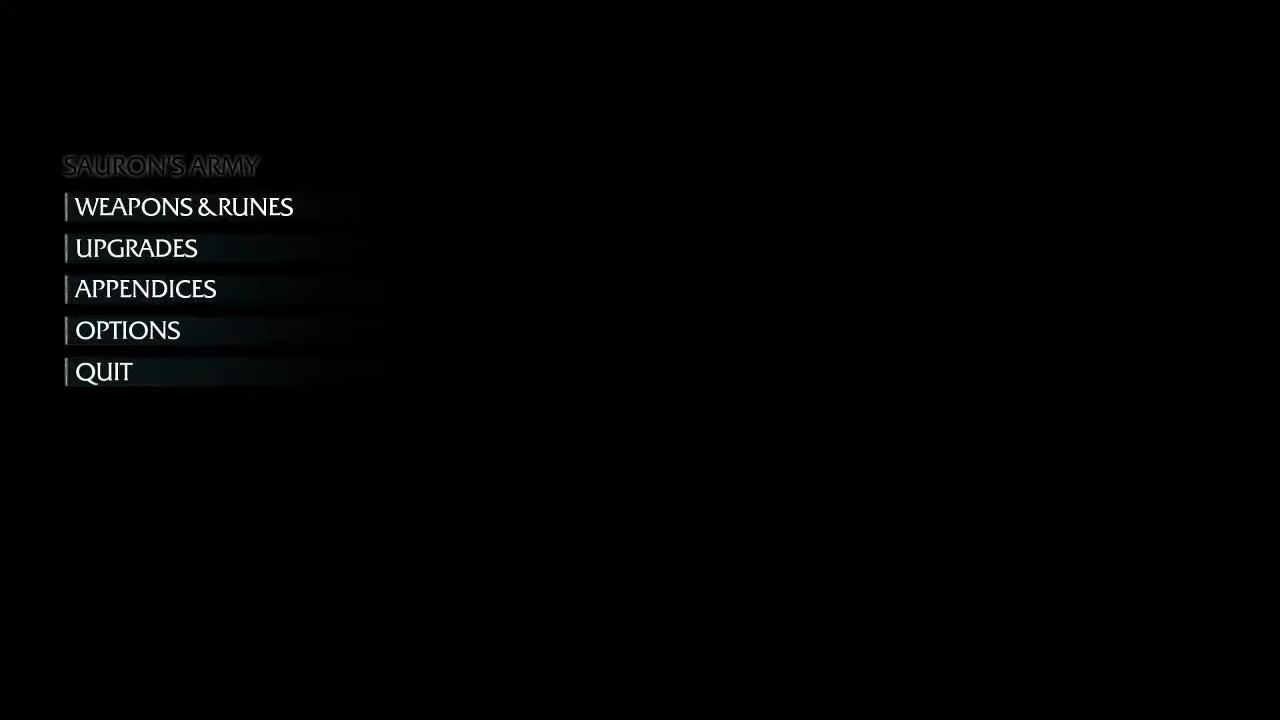 SAURON'S ARMY
WEAPONS & RUNES
UPGRADES
APPENDICES
OPTIONS
QUIT